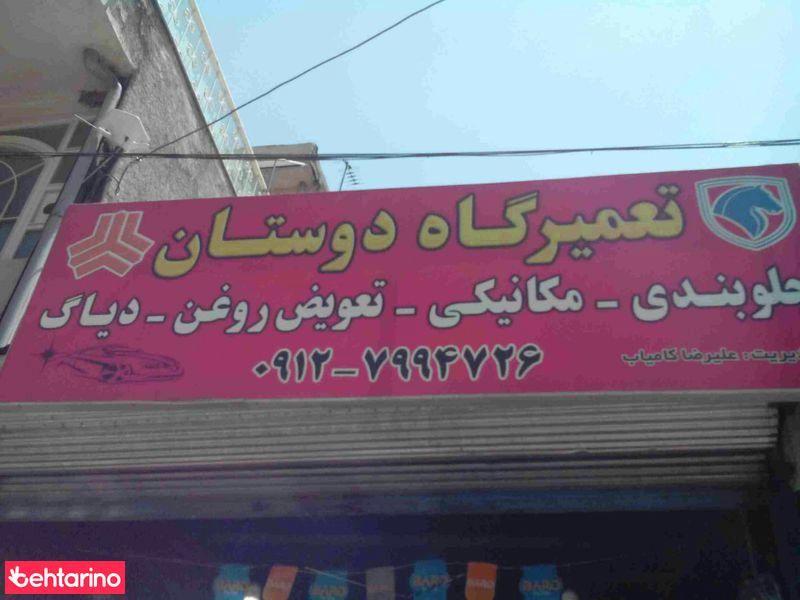 تعمیرگاه دوستان
جلوبندی - مکانیکی - تعویض روغن - دیاگ
۰۹۱۲-۷۹۹۴۷۲۶
مدیریت : علیرضا کامیاب
behtarino